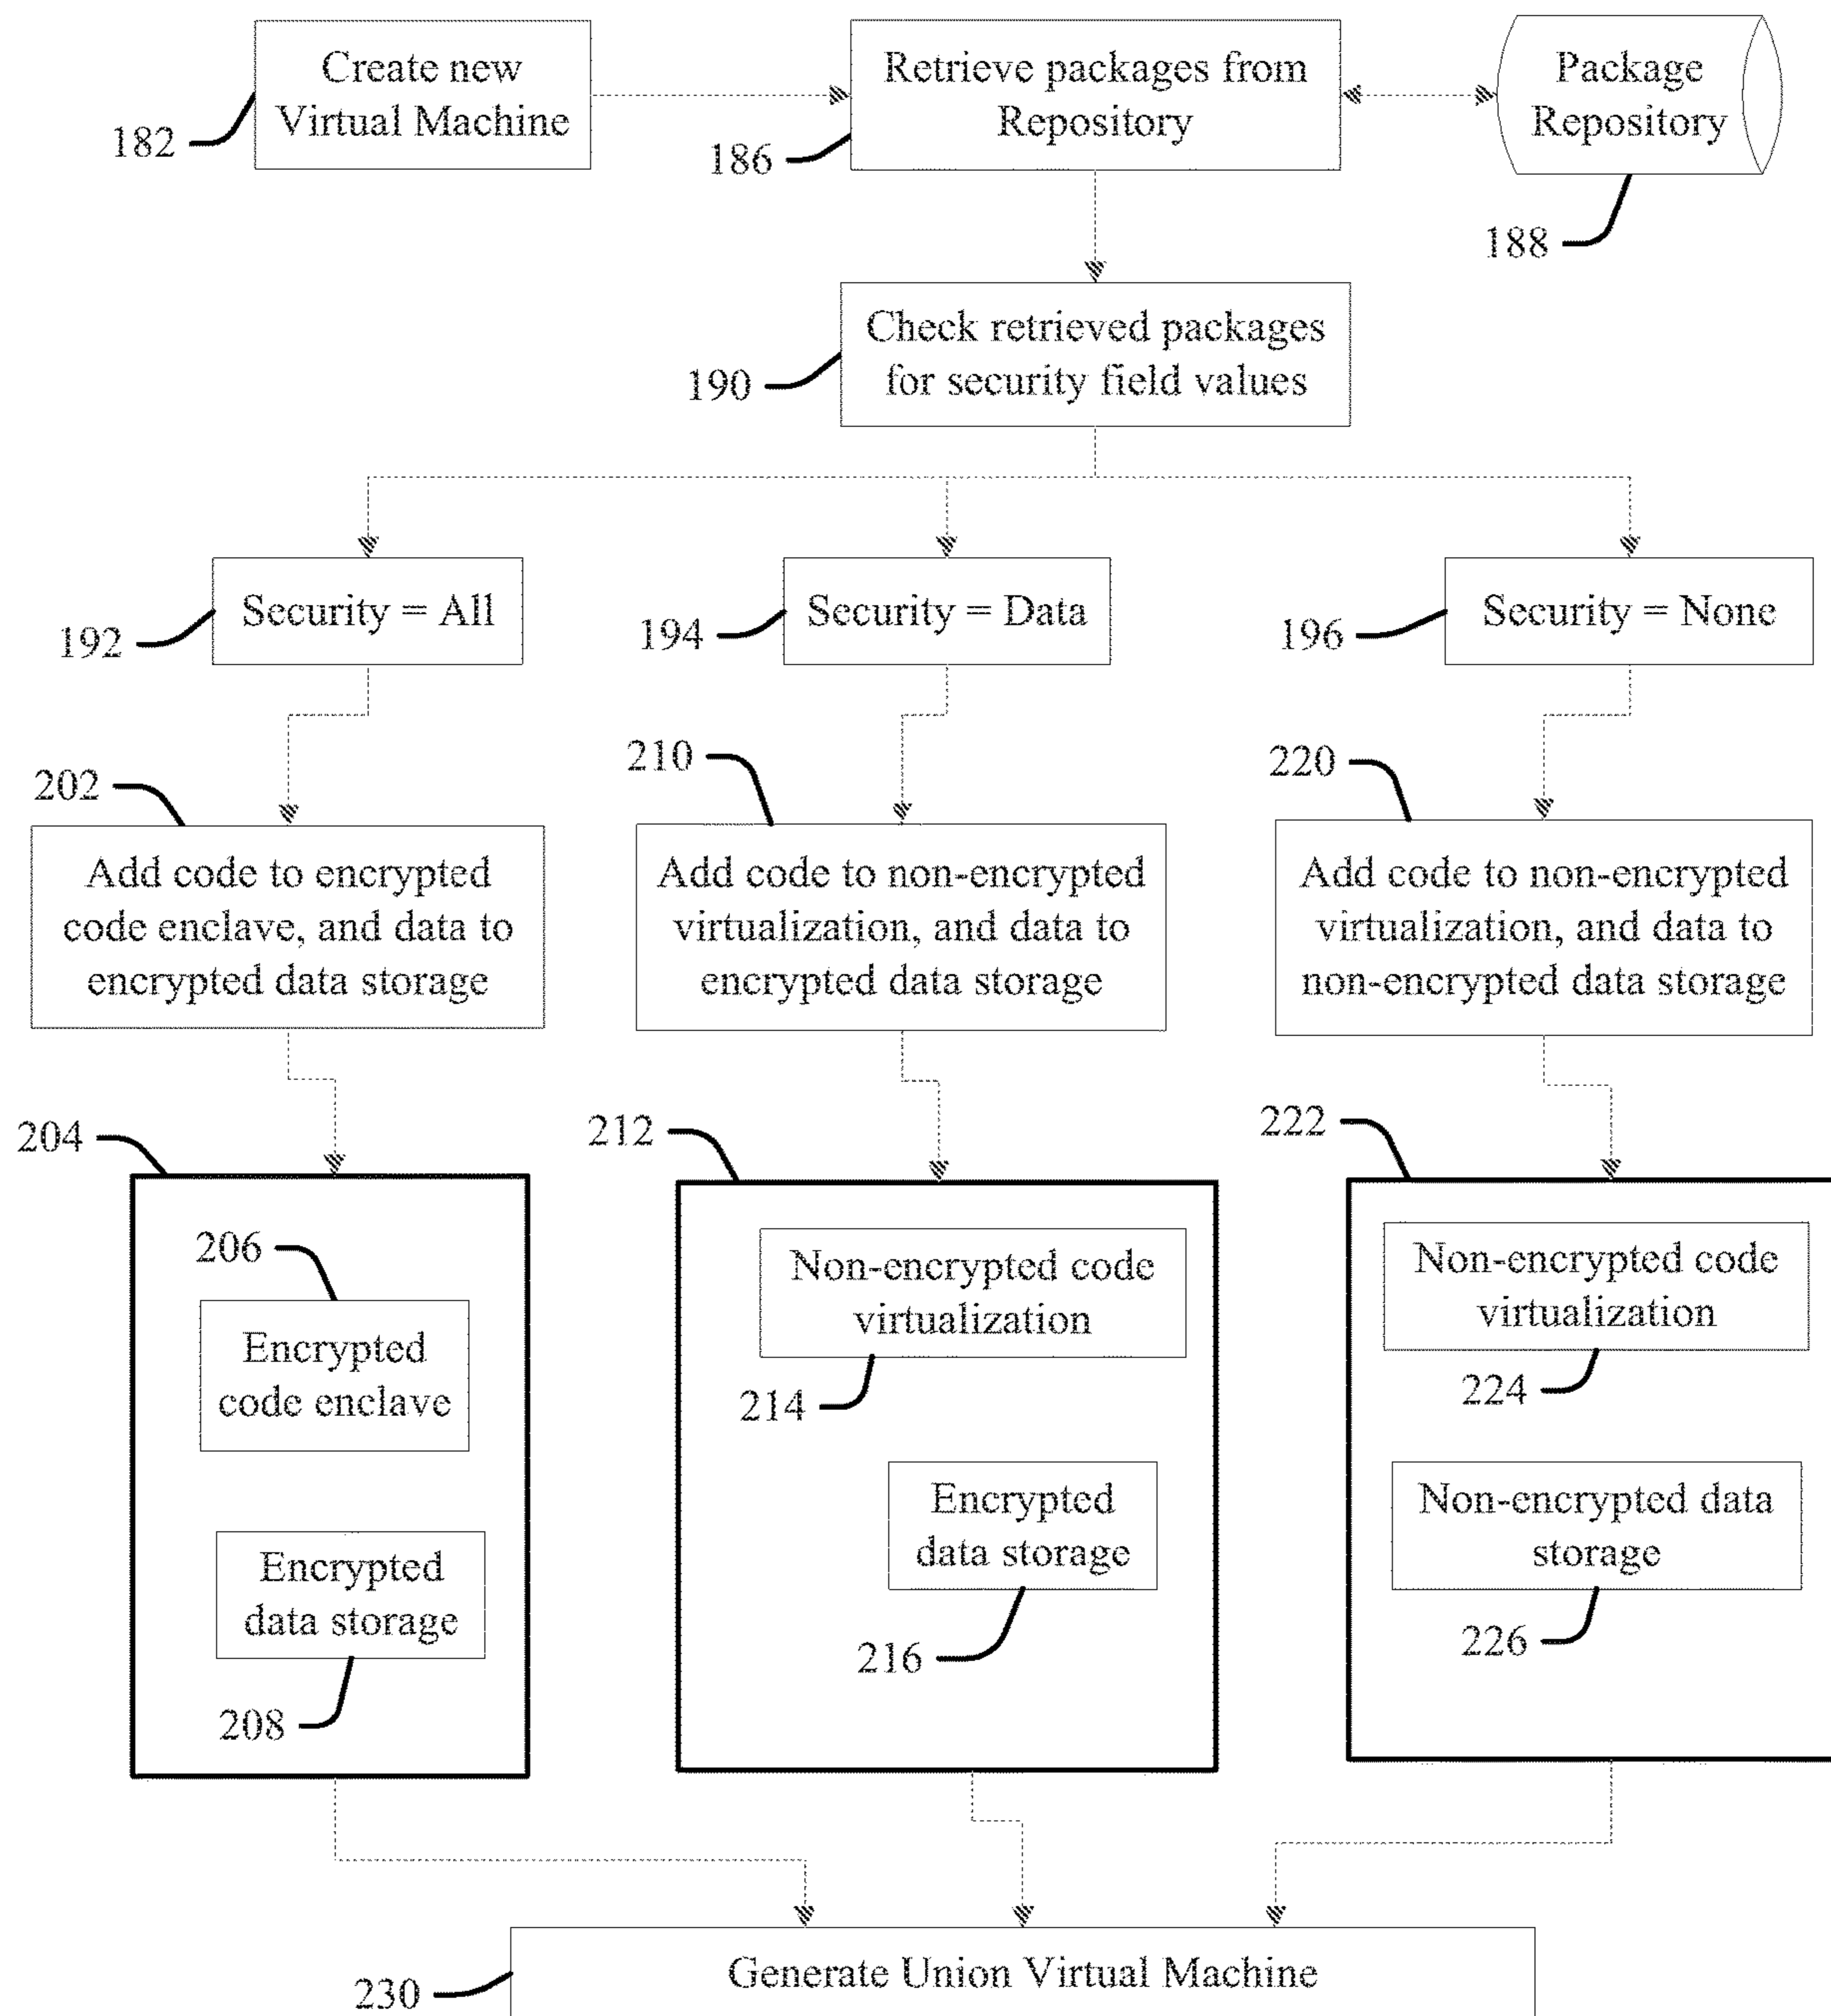 Create new
Virtual Machine
182
Retrieve packages from
Repository
186
Package
Repository
188
Check retrieved packages
for security field values
190
Security = All
192
Security = Data
194
Security = None
196
202
Add code to encrypted
code enclave, and data to
encrypted data storage
210
Add code to non-encrypted
virtualization, and data to
encrypted data storage
220
Add code to non-encrypted
virtualization, and data to
non-encrypted data storage
204
206
Encrypted
code enclave
Encrypted
data storage
208
212
Non-encrypted code
virtualization
214
Encrypted
data storage
216
222
Non-encrypted code
virtualization
224
Non-encrypted data
storage
226
Generate Union Virtual Machine
230